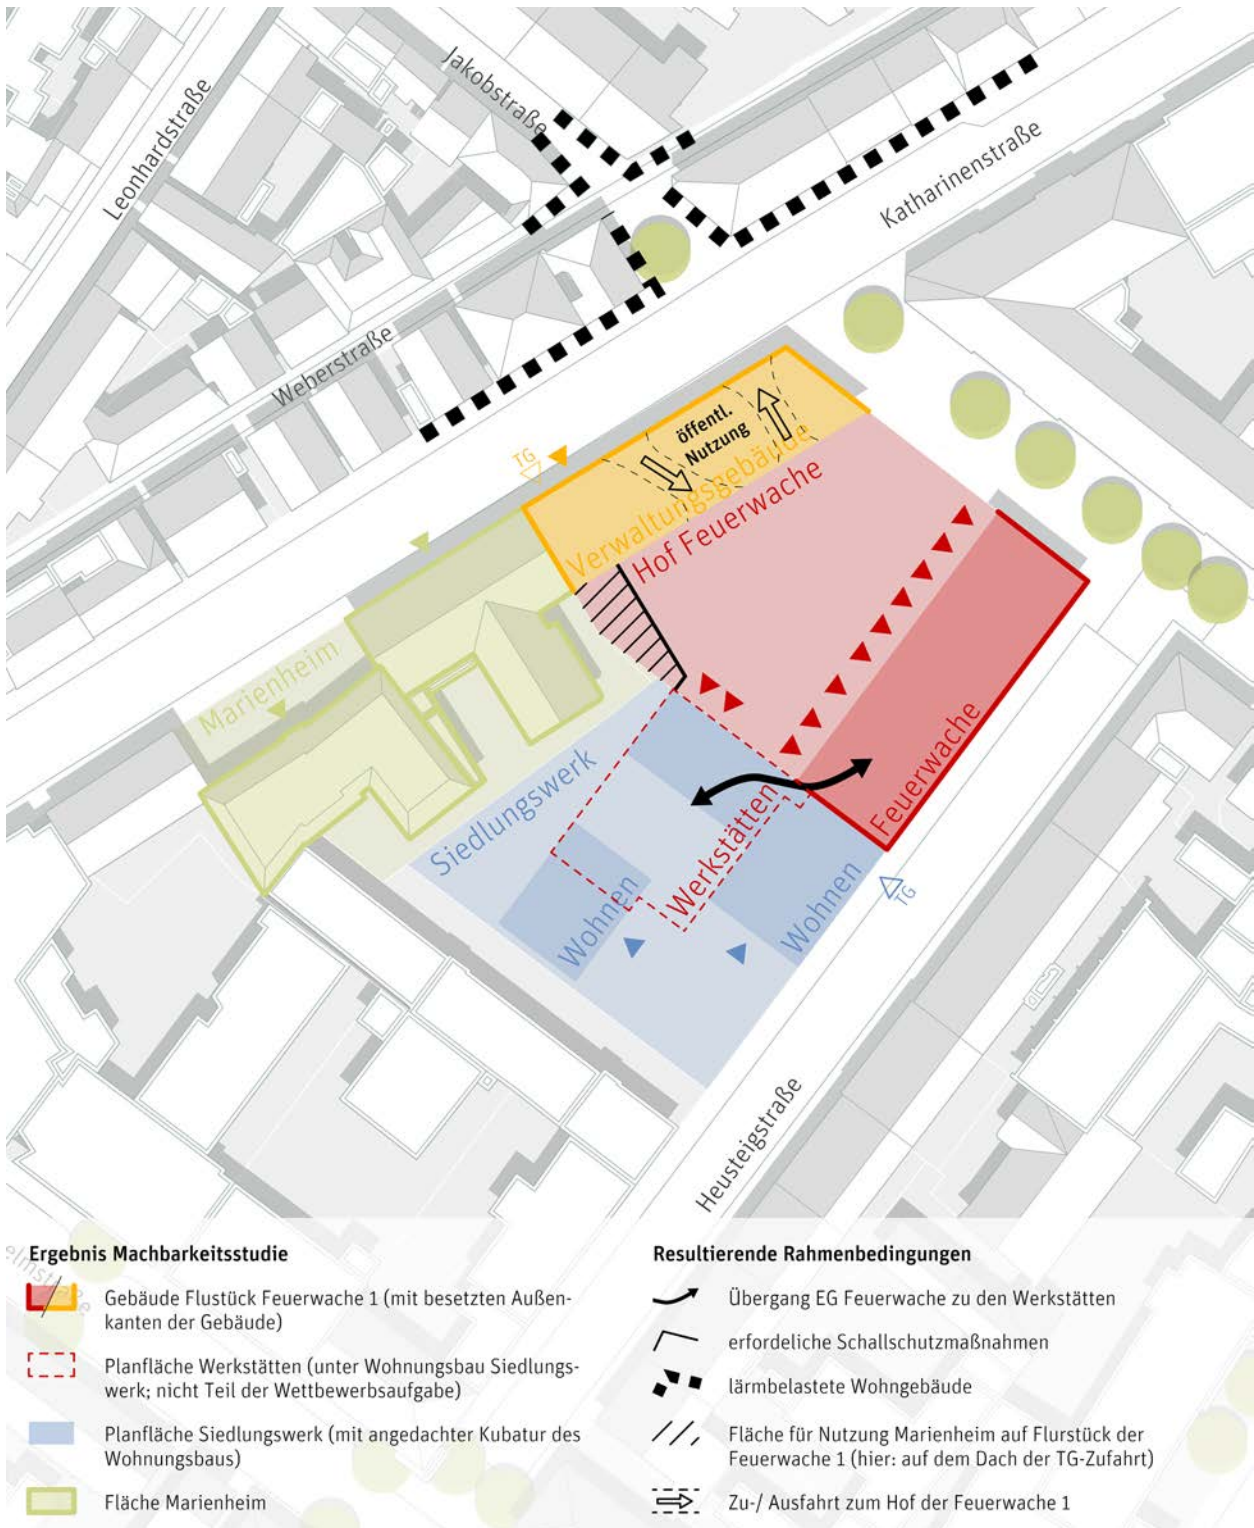 Jakobstraße
Leonhardstraße
Katharinenstraße
Weberstraße
öffentl.
Nutzung
TG
Verwaltungsgebäude
Hof Feuerwache
Marienheim
Siedlungswerk
Feuerwache
Werkstätten
Wohnen
Wohnen
TG
Heusteigstraße
elmstraße
Ergebnis Machbarkeitsstudie
Gebäude Flustück Feuerwache 1 (mit besetzten Außen-
kanten der Gebäude)
Planfläche Werkstätten (unter Wohnungsbau Siedlungs-
werk; nicht Teil der Wettbewerbsaufgabe)
Planfläche Siedlungswerk (mit angedachter Kubatur des
Wohnungsbaus)
Fläche Marienheim
Resultierende Rahmenbedingungen
Übergang EG Feuerwache zu den Werkstätten
erfordeliche Schallschutzmaßnahmen
lärmbelastete Wohngebäude
Fläche für Nutzung Marienheim auf Flurstück der
Feuerwache 1 (hier: auf dem Dach der TG-Zufahrt)
Zu-/ Ausfahrt zum Hof der Feuerwache 1